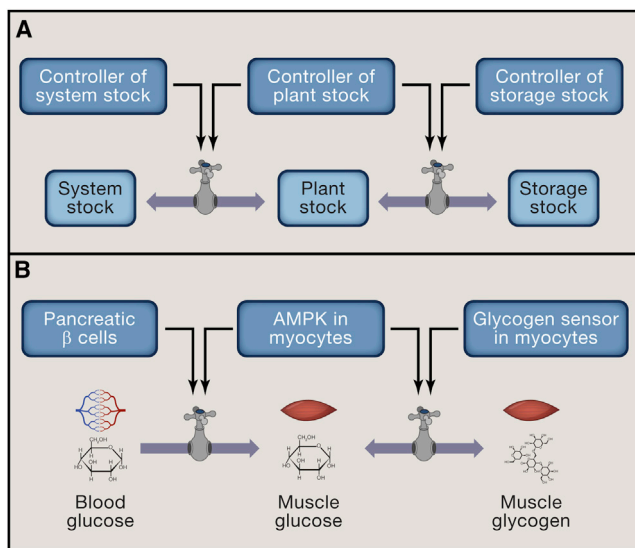 A
Controller of
system stock
Controller of
plant stock
Controller of
storage stock
System
stock
Plant
stock
Storage
stock
B
Pancreatic
β cells
AMPK in
myocytes
Glycogen sensor
in myocytes
Blood
glucose
Muscle
glucose
Muscle
glycogen